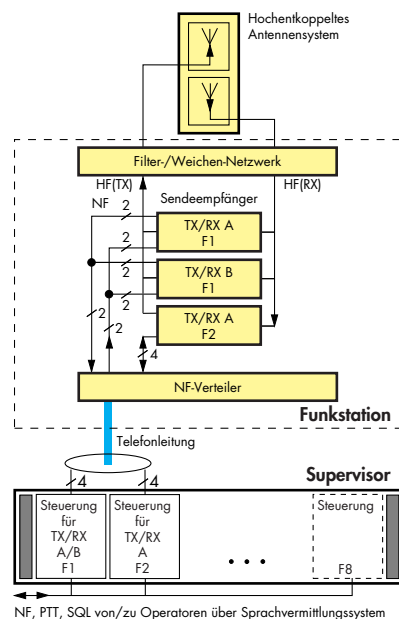 Hochentkoppeltes
Antennensystem
Filter-/Weichen-Netzwerk
HF(TX)
HF(RX)
NF
2
Sendeempfänger
TX/RX A
F1
2
2
TX/RX B
F1
2
2
2
TX/RX A
F2
4
NF-Verteiler
Funkstation
Telefonleitung
4
4
Supervisor
Steuerung
für
TX/RX
A/B
F1
Steuerung
für
TX/RX
A
F2
. . .
Steuerung
F8
NF, PTT, SQL von/zu Operatoren über Sprachvermittlungssystem